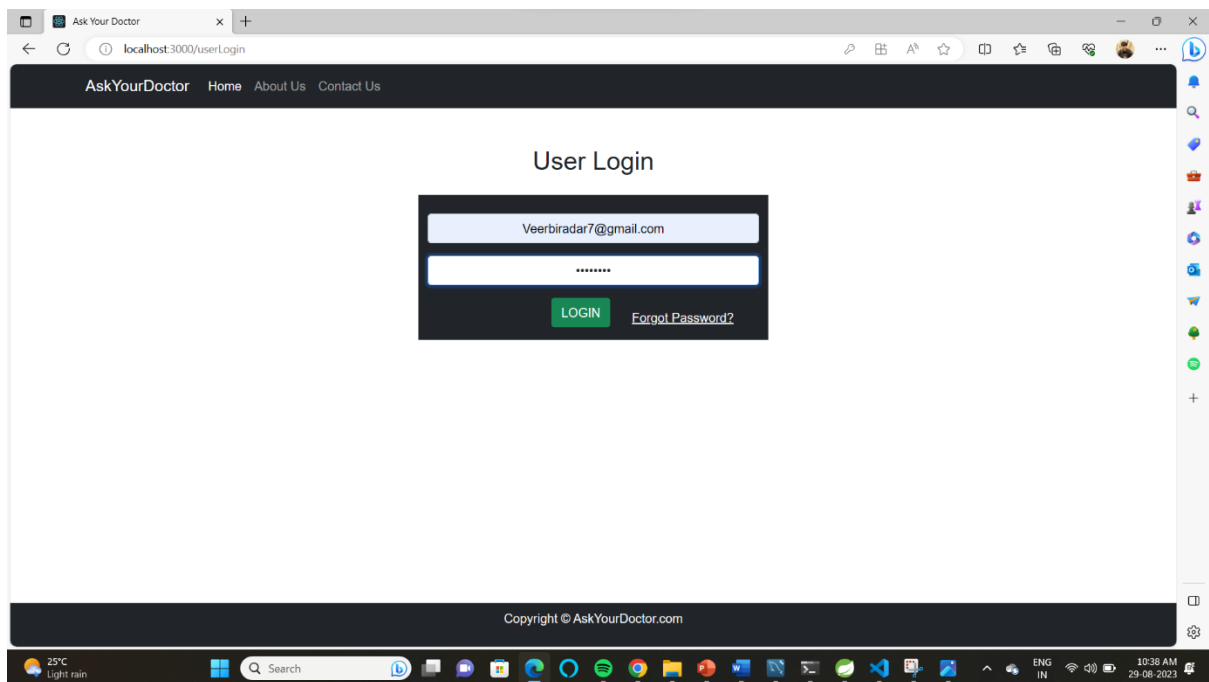 Ask Your Doctor
localhost:3000/userLogin
AskYourDoctor Home About Us Contact Us
User Login
Veerbiradar7@gmail.com
••••••••
LOGIN Forgot Password?
Copyright © AskYourDoctor.com
25°C
Light rain
Search
ENG
IN
10:38 AM
29-08-2023